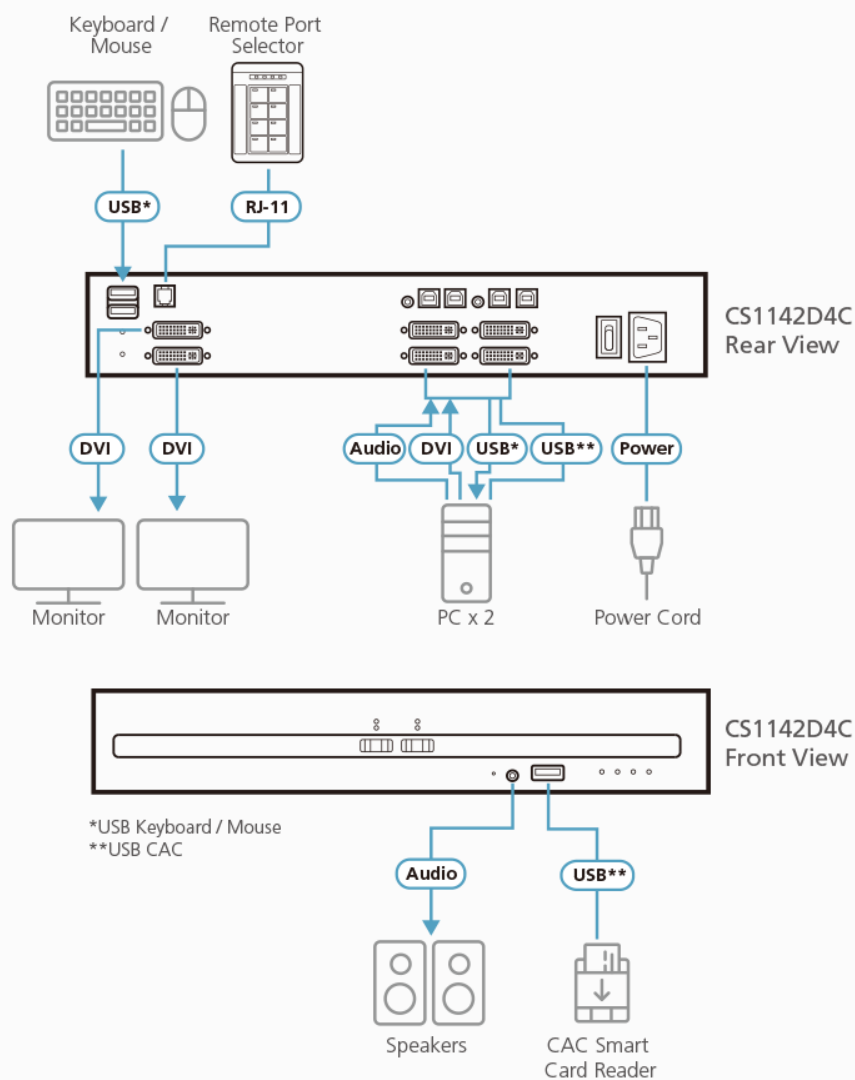 Keyboard /
Mouse
Remote Port
Selector
USB*
RJ-11
CS1142D4C
Rear View
DVI
DVI
Audio
DVI
USB*
USB**
Power
Monitor
Monitor
PC x 2
Power Cord
CS1142D4C
Front View
*USB Keyboard / Mouse
**USB CAC
Audio
USB**
Speakers
CAC Smart
Card Reader